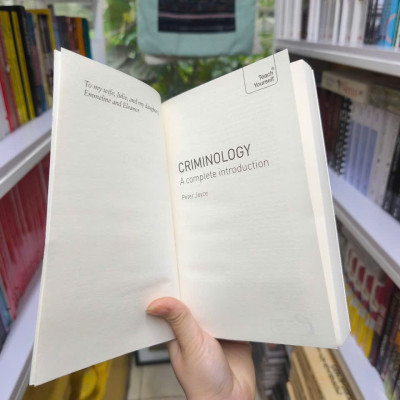 To my wife, Julie, and my daughters,
Emmeline and Eleanor
Teach
Yourself
CRIMINOLOGY
A complete introduction
Peter Joyce